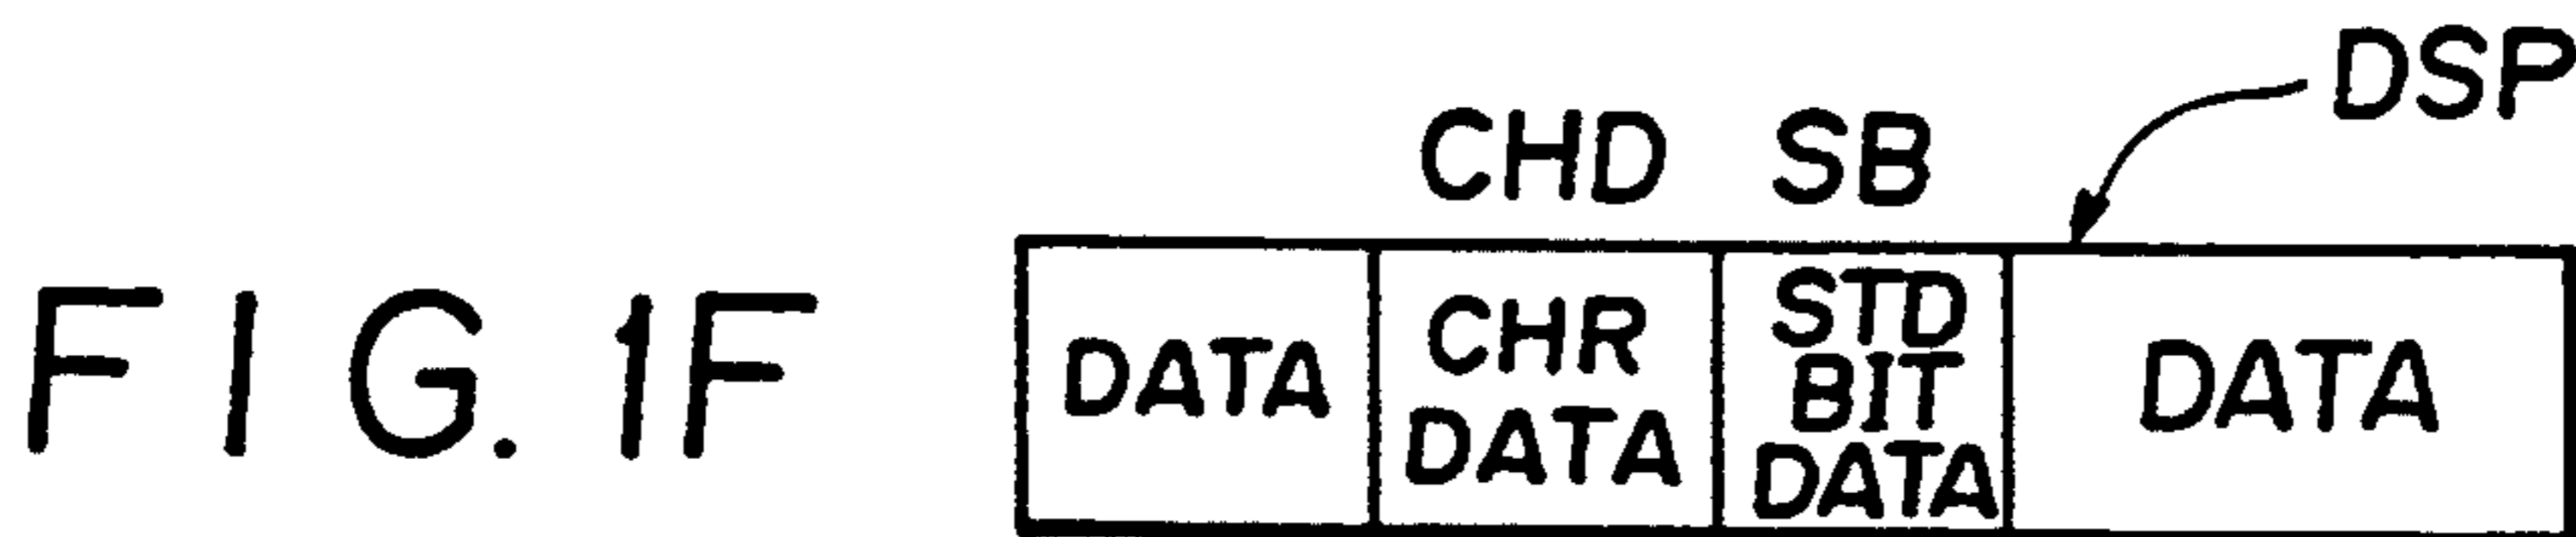 FIG. 1F
DSP
CHD SB
DATA
CHR
DATA
STD
BIT
DATA
DATA